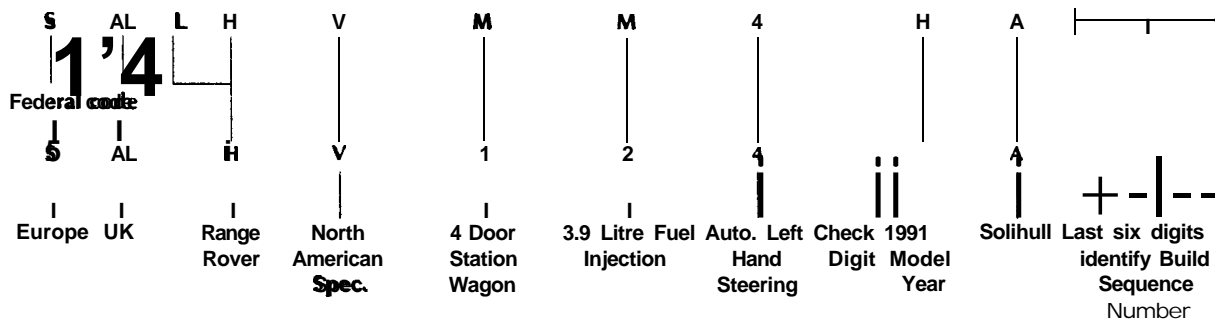 S AL L H V M M 4 H A
1’4
Federal code
S AL H V 1 2 4 A
Europe UK Range North 4 Door 3.9 Litre Fuel Auto. Left Check 1991 Solihull Last six digits
Rover American Station Injection Hand Digit Model identify Build
Spec. Wagon Steering Year Sequence
Number